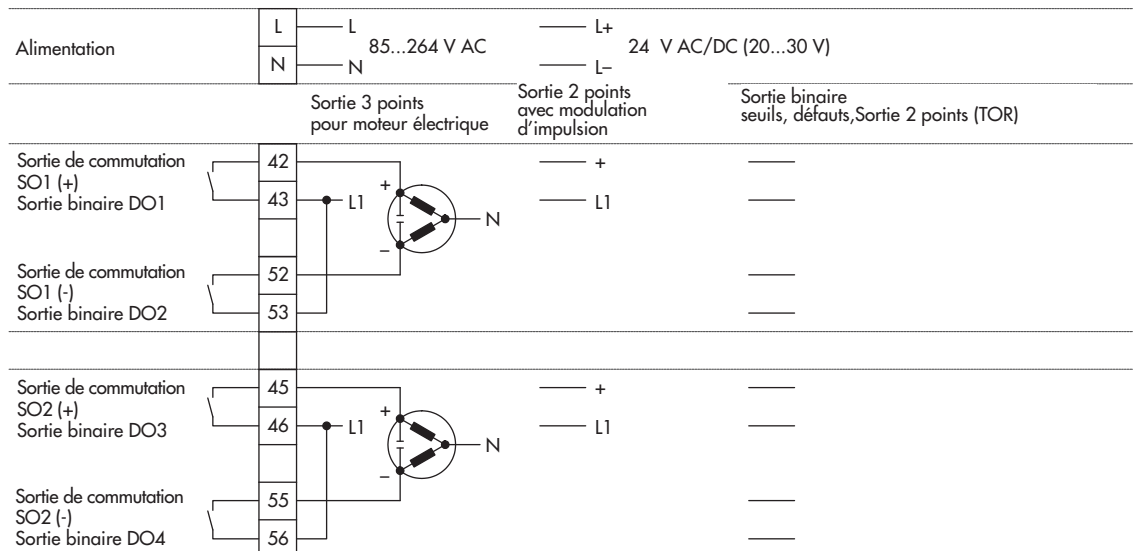 Alimentation
L
L
85...264 V AC
L+
24 V AC/DC (20...30 V)
N
N
L–
Sortie 3 points
pour moteur électrique
Sortie 2 points
avec modulation
d'impulsion
Sortie binaire
seuils, défauts,Sortie 2 points (TOR)
Sortie de commutation
SO1 (+)
Sortie binaire DO1
42
43
+
L1
N
–
+
L1
Sortie de commutation
SO1 (-)
Sortie binaire DO2
52
53
Sortie de commutation
SO2 (+)
Sortie binaire DO3
45
46
+
L1
N
–
+
L1
Sortie de commutation
SO2 (-)
Sortie binaire DO4
55
56